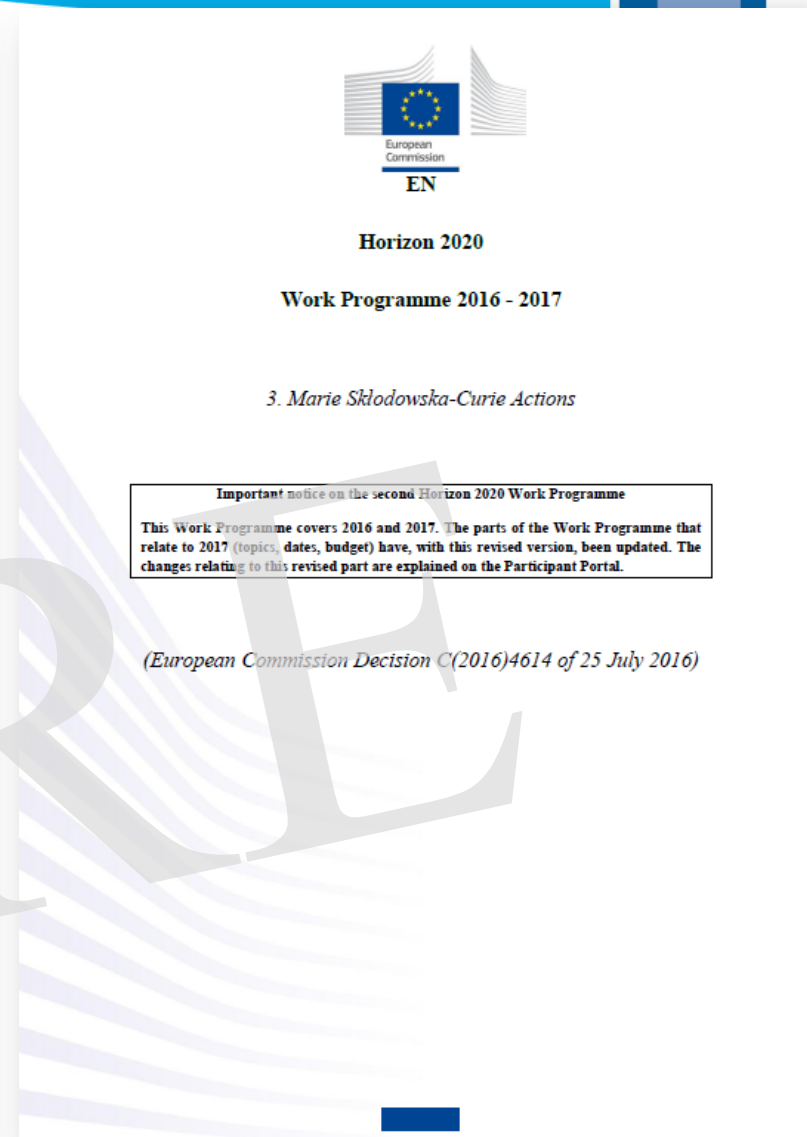 European
Commission
EN
Horizon 2020
Work Programme 2016 - 2017
3. Marie Skłodowska-Curie Actions
Important notice on the second Horizon 2020 Work Programme
This Work Programme covers 2016 and 2017. The parts of the Work Programme that
relate to 2017 (topics, dates, budget) have, with this revised version, been updated. The
changes relating to this revised part are explained on the Participant Portal.
(European Commission Decision C(2016)4614 of 25 July 2016)
RE